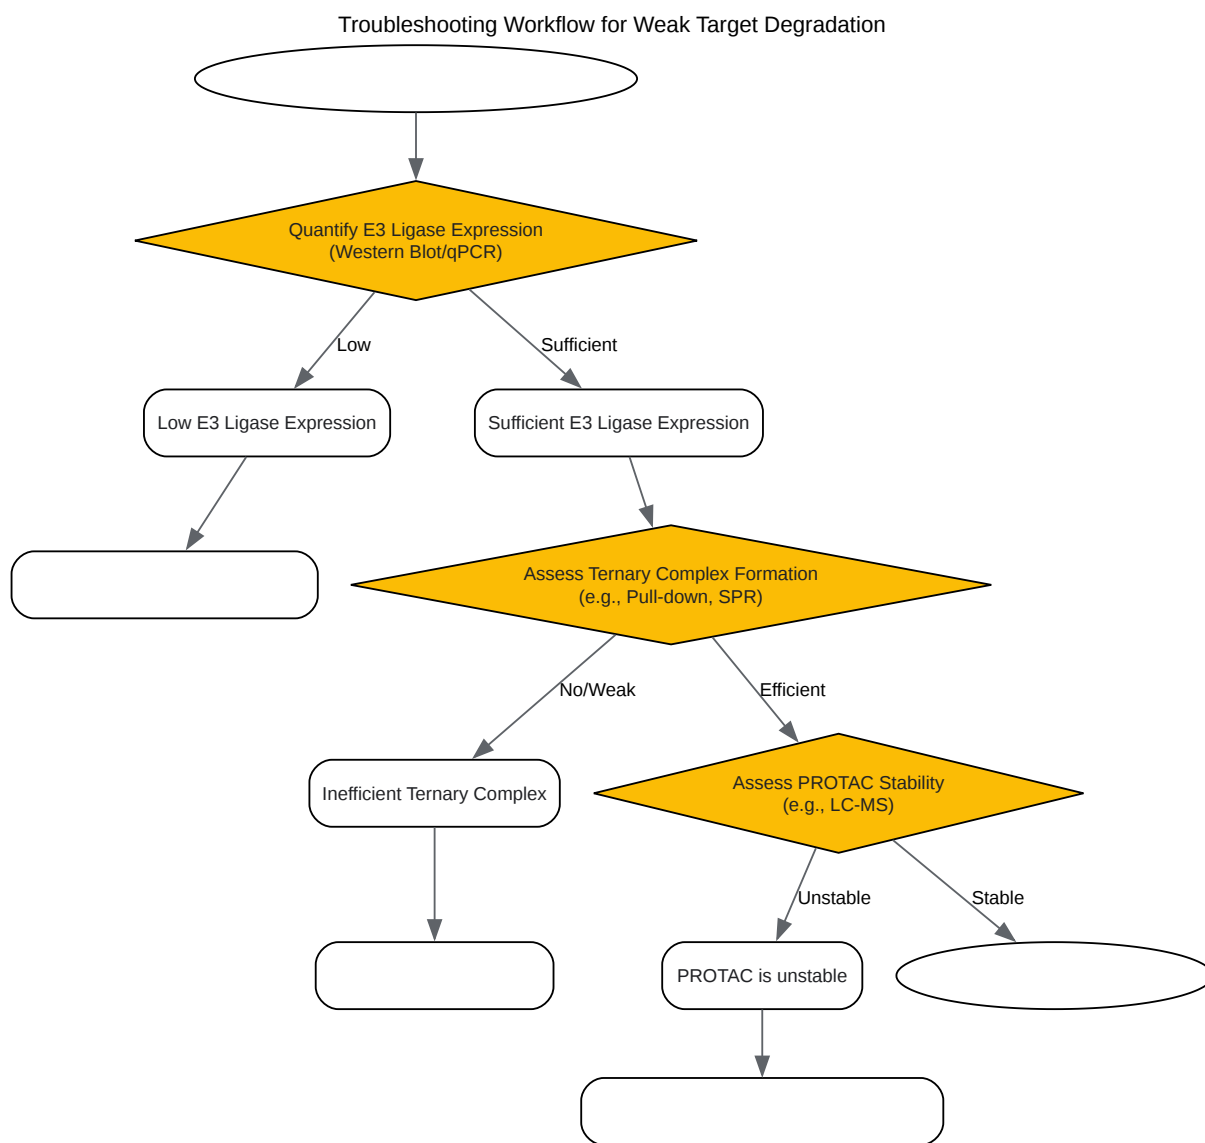 Troubleshooting Workflow for Weak Target Degradation
Quantify E3 Ligase Expression
(Western Blot/qPCR)
Low
Sufficient
Low E3 Ligase Expression
Sufficient E3 Ligase Expression
Assess Ternary Complex Formation
(e.g., Pull-down, SPR)
No/Weak
Efficient
Inefficient Ternary Complex
Assess PROTAC Stability
(e.g., LC-MS)
Unstable
Stable
PROTAC is unstable